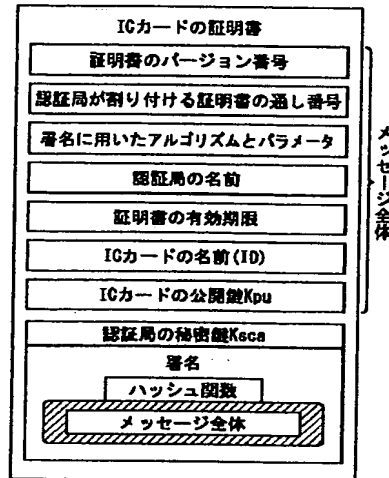 ICカードの証明書
証明書のバージョン番号
認証局が割り付ける証明書の通し番号
署名に用いたアルゴリズムとパラメータ
認証局の名前
証明書の有効期限
ICカードの名前(ID)
ICカードの公開鍵Kpu
メッセージ全体
認証局の秘密鍵Ksca
署名
ハッシュ関数
メッセージ全体